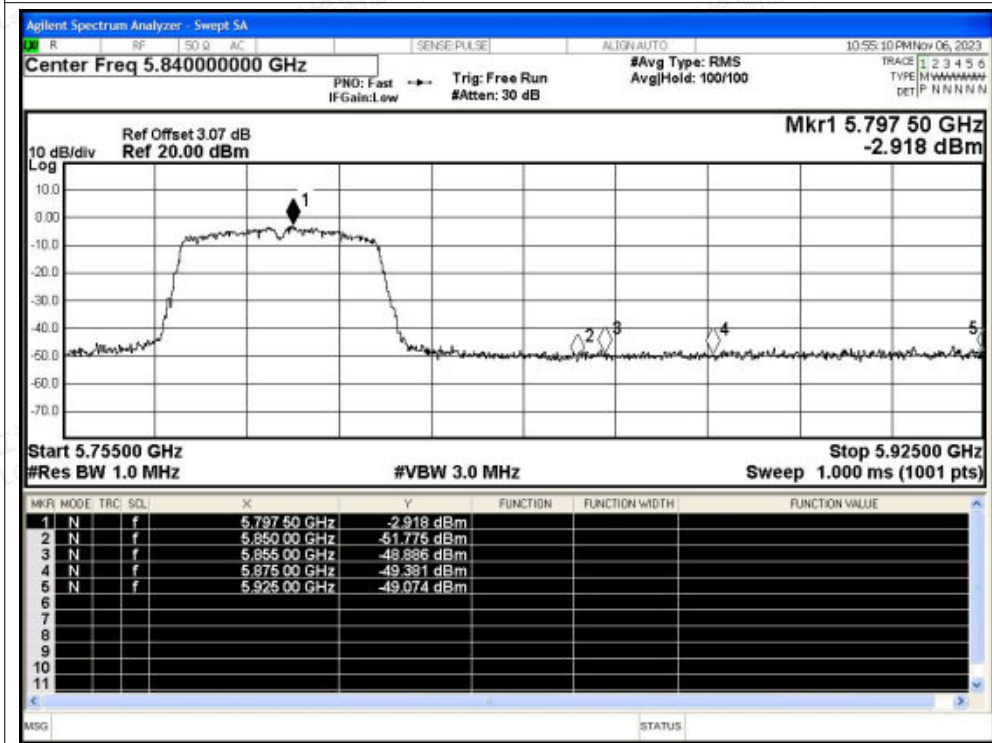 Agilent Spectrum Analyzer - Swept SA
R RF 50 Ω AC SENSE:PULSE ALIGN AUTO 10:55:10 PM Nov 06, 2023
Center Freq 5.840000000 GHz
PNO: Fast
IFGain:Low
Trig: Free Run
#Atten: 30 dB
#Avg Type: RMS
Avg|Hold: 100/100
TRACE 1 2 3 4 5 6
TYPE M
DET P N N N N N
Mkr1 5.797 50 GHz
-2.918 dBm
Ref Offset 3.07 dB
10 dB/div Ref 20.00 dBm
Log
10.0
0.00
-10.0
-20.0
-30.0
-40.0
-50.0
-60.0
-70.0
1
2
3
4
5
Start 5.75500 GHz Stop 5.92500 GHz
#Res BW 1.0 MHz #VBW 3.0 MHz Sweep 1.000 ms (1001 pts)
MKR MODE TRC SCL X Y FUNCTION FUNCTION WIDTH FUNCTION VALUE
1 N f 5.797 50 GHz -2.918 dBm
2 N f 5.850 00 GHz -51.775 dBm
3 N f 5.855 00 GHz -48.886 dBm
4 N f 5.875 00 GHz -49.381 dBm
5 N f 5.925 00 GHz -49.074 dBm
6
7
8
9
10
11
MSG STATUS